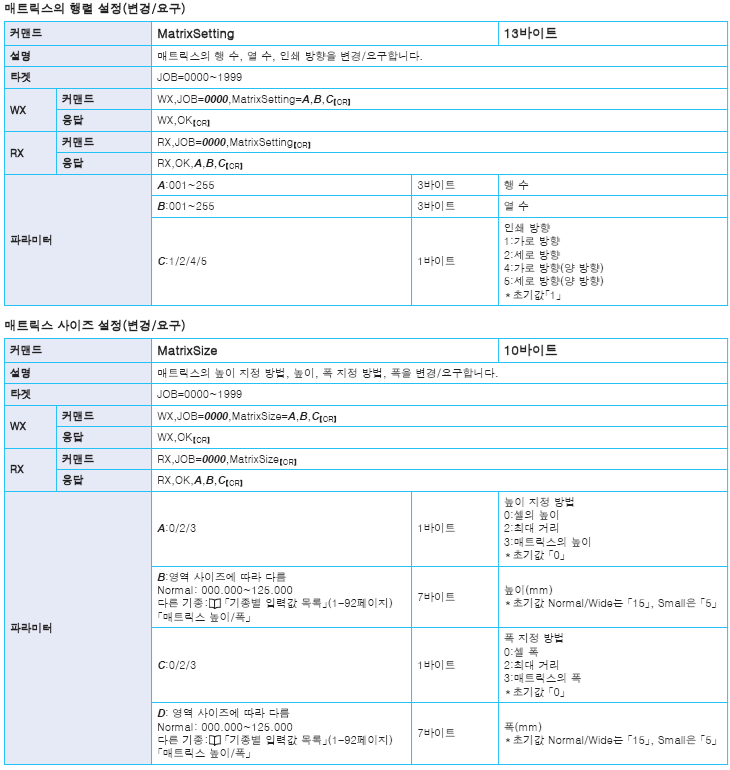 매트릭스의 행렬 설정(변경/요구)
커맨드 MatrixSetting 13바이트
설명 매트릭스의 행 수, 열 수, 인쇄 방향을 변경/요구합니다.
타겟 JOB=0000~1999
WX 커맨드 WX,JOB=0000,MatrixSetting=A,B,C[CR]
응답 WX,OK[CR]
RX 커맨드 RX,JOB=0000,MatrixSetting[CR]
응답 RX,OK,A,B,C[CR]
파라미터
A:001~255 3바이트 행 수
B:001~255 3바이트 열 수
C:1/2/4/5 1바이트
인쇄 방향
1:가로 방향
2:세로 방향
4:가로 방향(양 방향)
5:세로 방향(양 방향)
*초기값「1」
매트릭스 사이즈 설정(변경/요구)
커맨드 MatrixSize 10바이트
설명 매트릭스의 높이 지정 방법, 높이, 폭 지정 방법, 폭을 변경/요구합니다.
타겟 JOB=0000~1999
WX 커맨드 WX,JOB=0000,MatrixSize=A,B,C[CR]
응답 WX,OK[CR]
RX 커맨드 RX,JOB=0000,MatrixSize[CR]
응답 RX,OK,A,B,C[CR]
파라미터
A:0/2/3 1바이트
높이 지정 방법
0:셀의 높이
2:최대 거리
3:매트릭스의 높이
*초기값 「0」
B:영역 사이즈에 따라 다름
Normal: 000.000~125.000
다른 기종:「기종별 입력값 목록」(1-92페이지)
「매트릭스 높이/폭」
7바이트
높이(mm)
*초기값 Normal/Wide는 「15」, Small은 「5」
C:0/2/3 1바이트
폭 지정 방법
0:셀 폭
2:최대 거리
3:매트릭스의 폭
*초기값 「0」
D: 영역 사이즈에 따라 다름
Normal: 000.000~125.000
다른 기종:「기종별 입력값 목록」(1-92페이지)
「매트릭스 높이/폭」
7바이트
폭(mm)
*초기값 Normal/Wide는 「15」, Small은 「5」